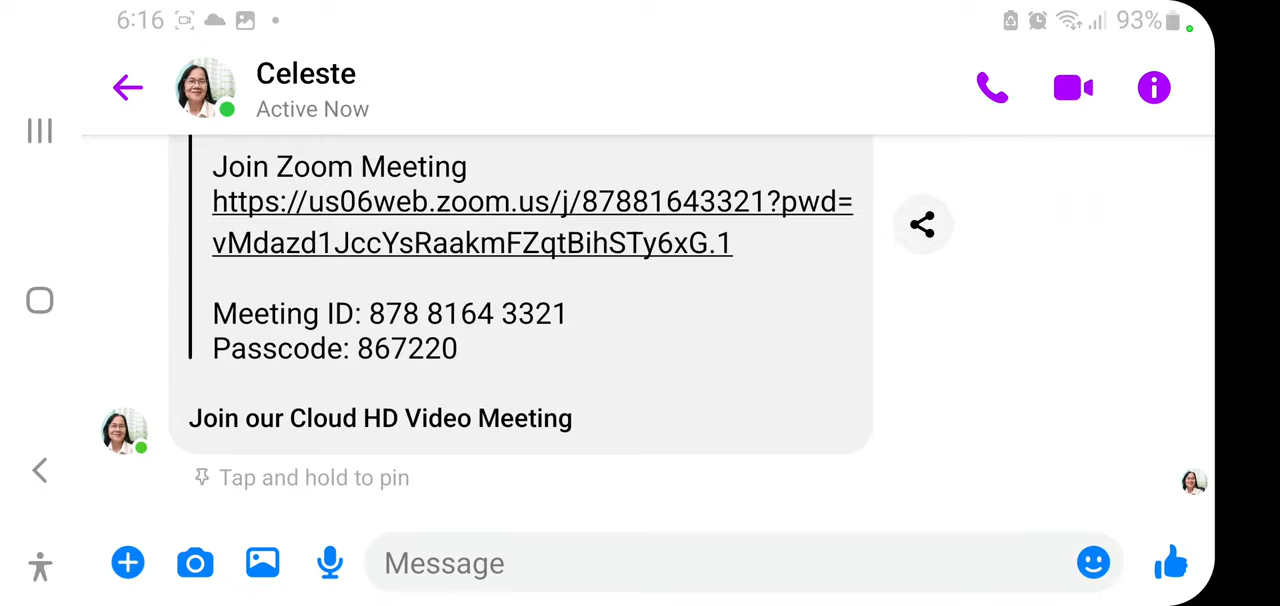 6:16
93%
Celeste
Active Now
Join Zoom Meeting
https://us06web.zoom.us/j/87881643321?pwd=
vMdazd1JccYsRaakmFZqtBihSTy6xG.1
Meeting ID: 878 8164 3321
Passcode: 867220
Join our Cloud HD Video Meeting
Tap and hold to pin
Message